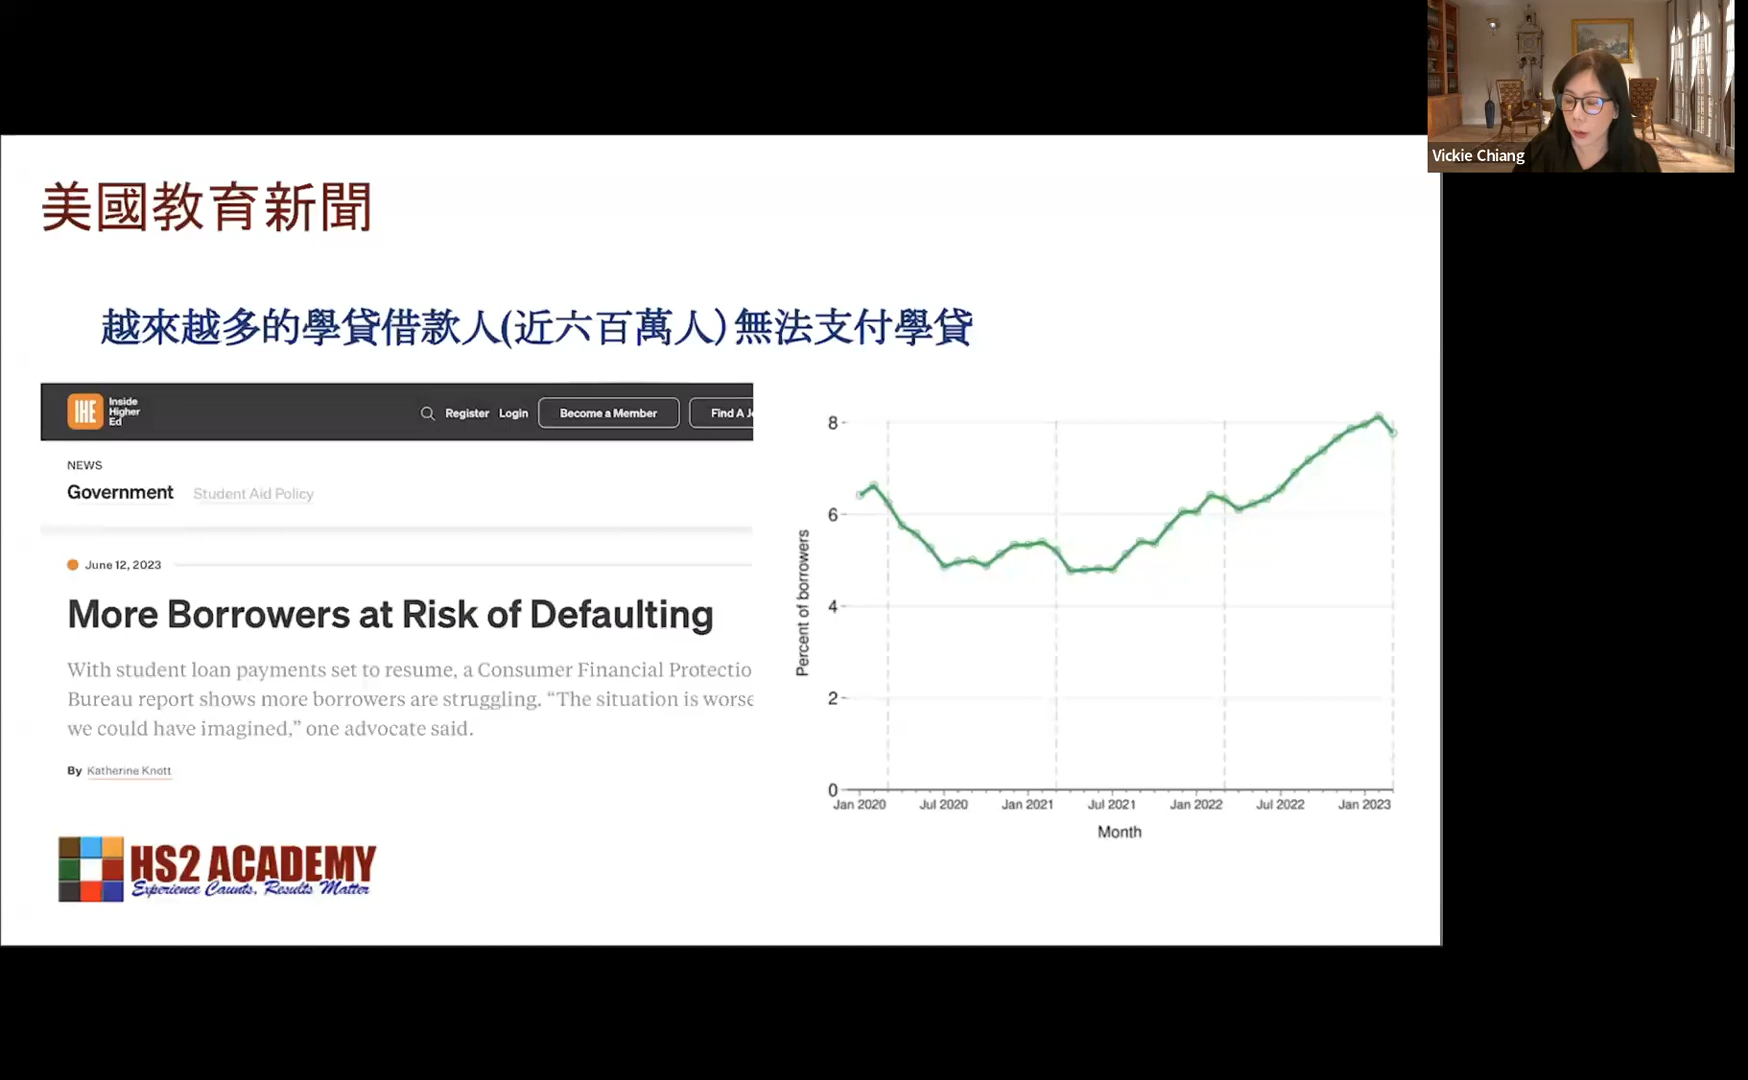 Vickie Chiang
美國教育新聞
越來越多的學貸借款人(近六百萬人)無法支付學貸
IHE Inside Higher Ed
Register Login Become a Member Find A J
NEWS
Government Student Aid Policy
June 12, 2023
More Borrowers at Risk of Defaulting
With student loan payments set to resume, a Consumer Financial Protectio
Bureau report shows more borrowers are struggling. “The situation is worse
we could have imagined,” one advocate said.
By Katherine Knott
Percent of borrowers
8
6
4
2
0
Jan 2020 Jul 2020 Jan 2021 Jul 2021 Jan 2022 Jul 2022 Jan 2023
Month
HS2 ACADEMY
Experience Counts, Results Matter